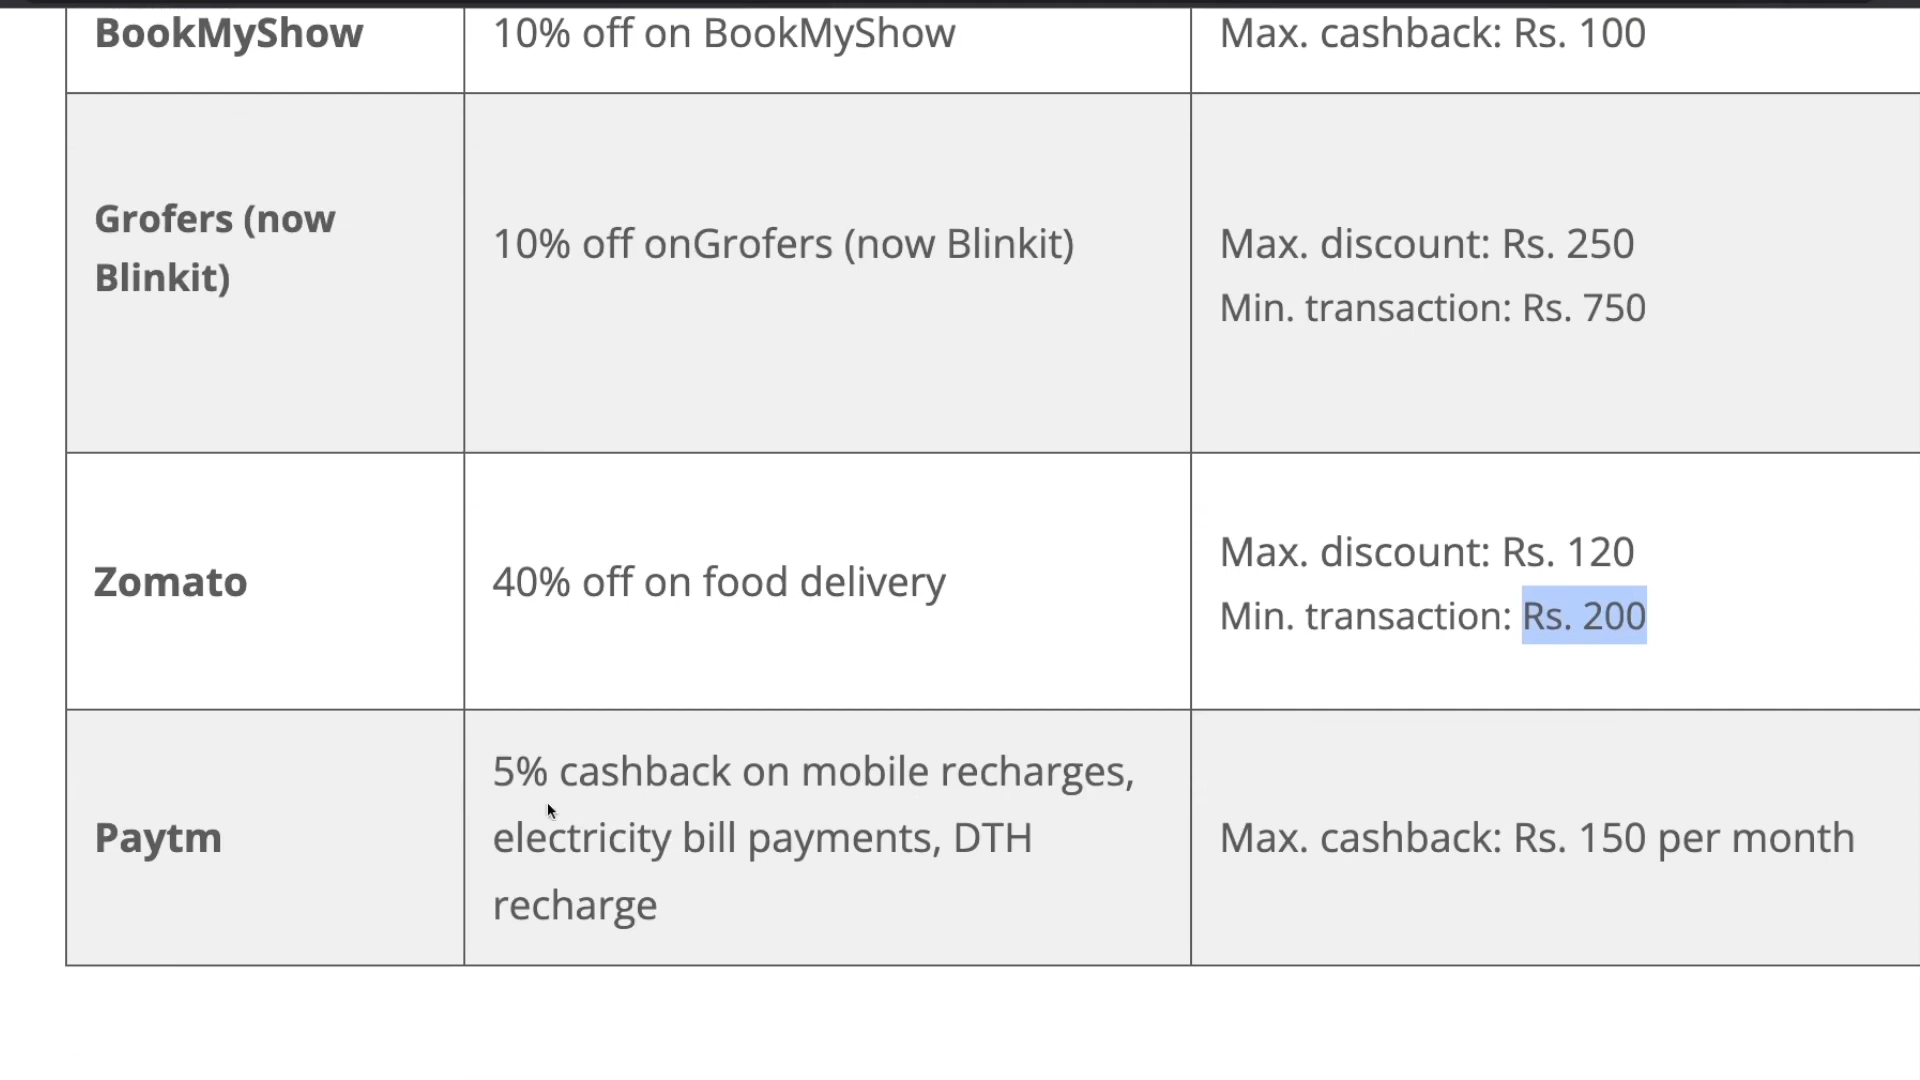 BookMyShow
10% off on BookMyShow
Max. cashback: Rs. 100
Grofers (now
Blinkit)
10% off onGrofers (now Blinkit)
Max. discount: Rs. 250
Min. transaction: Rs. 750
Zomato
40% off on food delivery
Max. discount: Rs. 120
Min. transaction: Rs. 200
Paytm
5% cashback on mobile recharges,
electricity bill payments, DTH
recharge
Max. cashback: Rs. 150 per month